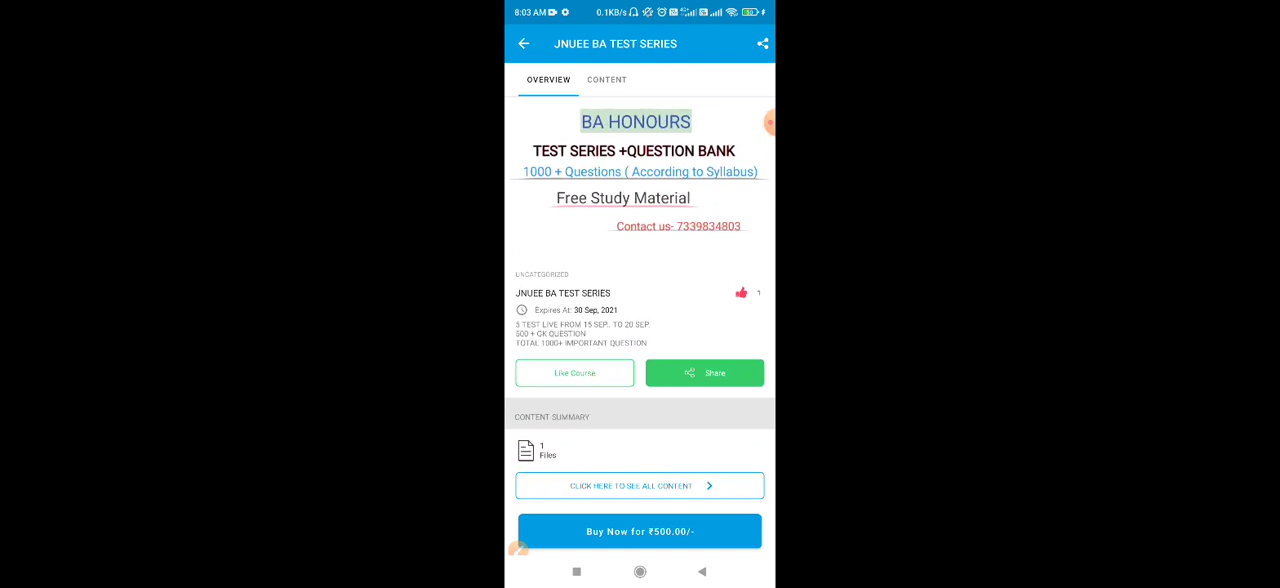 8:03 AM 0.1KB/s
JNUEE BA TEST SERIES
OVERVIEW CONTENT
BA HONOURS
TEST SERIES +QUESTION BANK
1000 + Questions ( According to Syllabus)
Free Study Material
Contact us- 7339834803
UNCATEGORIZED
JNUEE BA TEST SERIES 1
Expires At: 30 Sep, 2021
5 TEST LIVE FROM 15 SEP.. TO 20 SEP
500 + GK QUESTION
TOTAL 1000+ IMPORTANT QUESTION
Like Course Share
CONTENT SUMMARY
1
Files
CLICK HERE TO SEE ALL CONTENT
Buy Now for ₹500.00/-